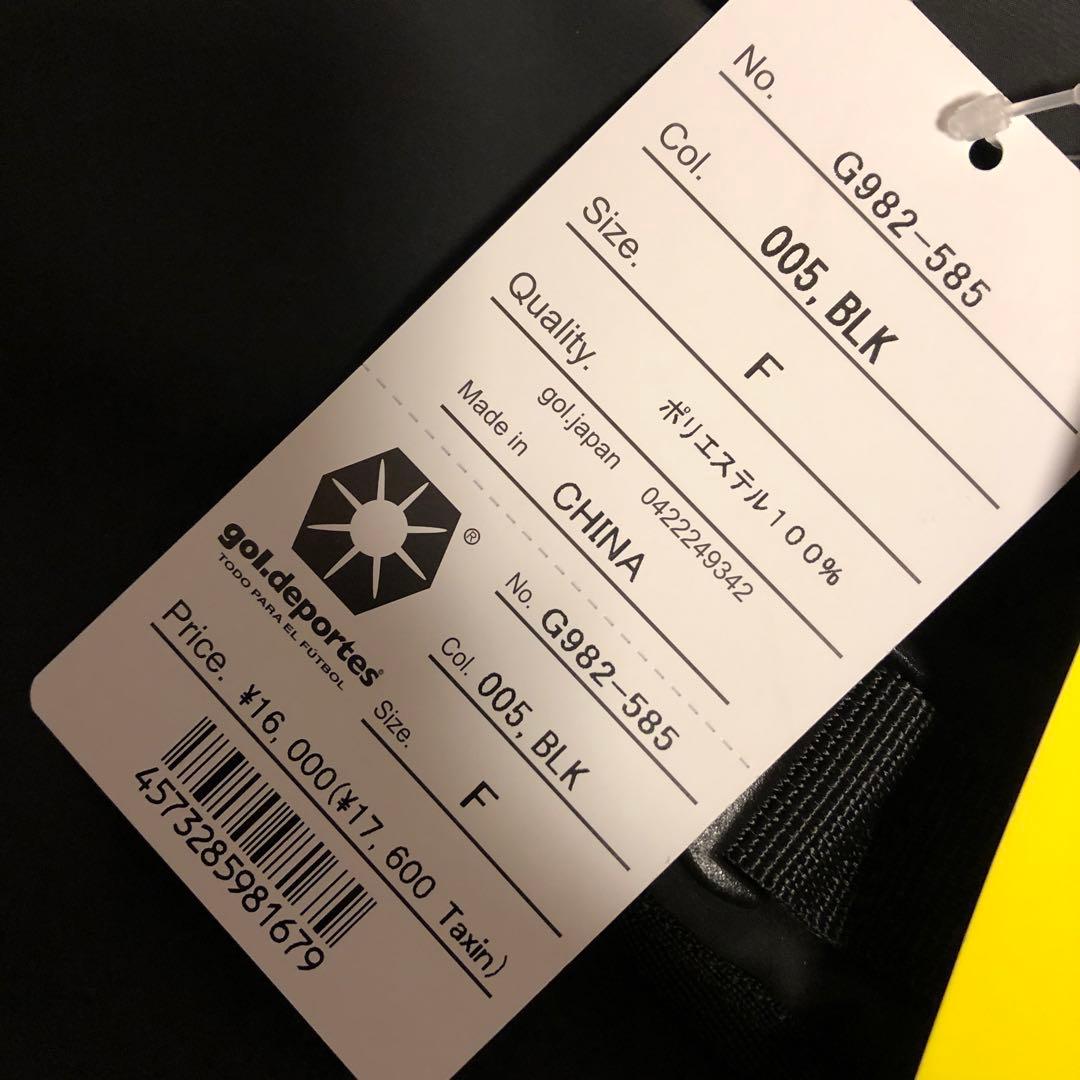 No. G982-585
Col. 005, BLK
Size. F
Quality. ポリエステル100%
gol.japan 0422249342
Made in CHINA
gol.deportes®
TODO PARA EL FÚTBOL
®
No. G982-585
Col. 005, BLK
Size. F
Price. ¥16, 000(¥17, 600 Taxin)
4573285981679